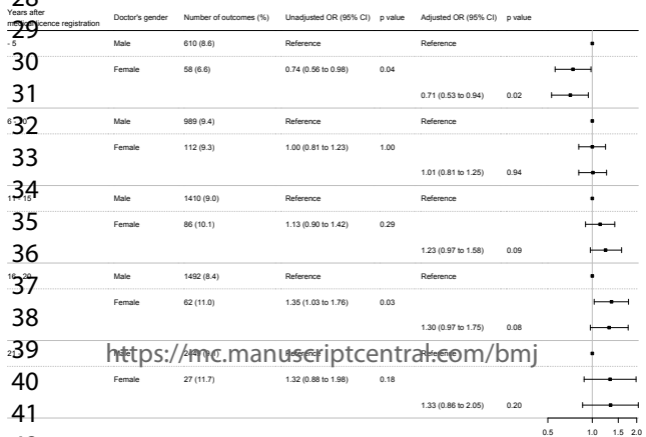 28
Years after
medical licence registration Doctor's gender Number of outcomes (%) Unadjusted OR (95% CI) p value Adjusted OR (95% CI) p value
29
- 5 Male 610 (8.6) Reference Reference
30
Female 58 (6.6) 0.74 (0.56 to 0.98) 0.04
31
0.71 (0.53 to 0.94) 0.02
32
Male 989 (9.4) Reference Reference
33
Female 112 (9.3) 1.00 (0.81 to 1.23) 1.00
1.01 (0.81 to 1.25) 0.94
34
11 - 15 Male 1410 (9.0) Reference Reference
35
Female 86 (10.1) 1.13 (0.90 to 1.42) 0.29
36
1.23 (0.97 to 1.58) 0.09
37
16 - 20 Male 1492 (8.4) Reference Reference
Female 62 (11.0) 1.35 (1.03 to 1.76) 0.03
38
1.30 (0.97 to 1.75) 0.08
39
Male Reference Reference
https://mc.manuscriptcentral.com/bmj
40
Female 27 (11.7) 1.32 (0.88 to 1.98) 0.18
41
1.33 (0.86 to 2.05) 0.20
0.5 1.0 1.5 2.0